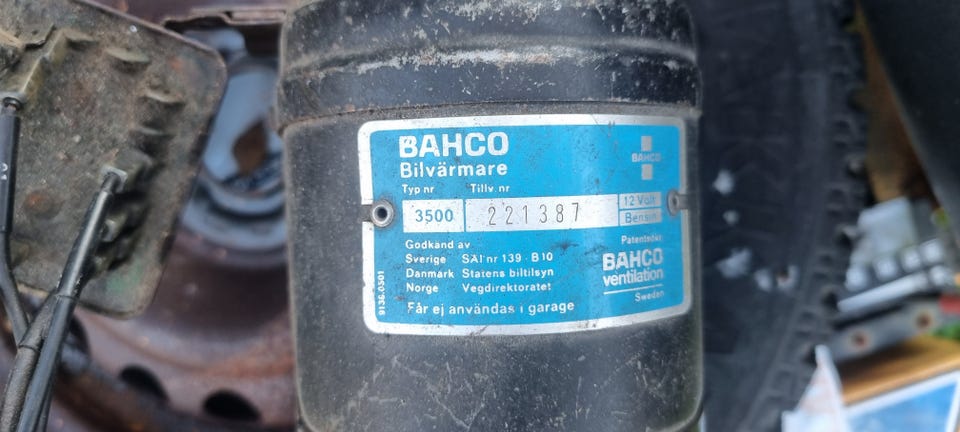 BAHCO
Bilvärmare
BAHCO
Typ nr Tillv. nr
3500 221387
12 Volt
Bensin
Godkänd av
Sverige SAI nr 139 - B10
Danmark Statens biltilsyn
Norge Vegdirektoratet
Får ej användas i garage
Patentsökt
BAHCO
ventilation
Sweden
9136.0301